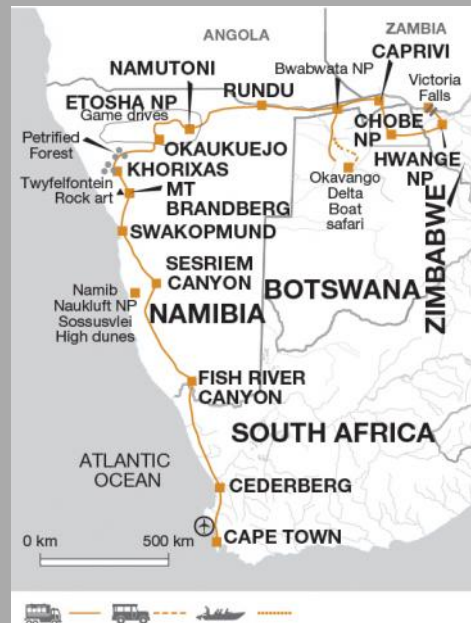 ANGOLA
ZAMBIA
NAMUTONI
Bwabwata NP
CAPRIVI
ETOSHA NP
Game drives
RUNDU
Victoria
Falls
Petrified
Forest
OKAUKUEJO
CHOBE
NP
KHORIXAS
HWANGE
NP
Twyfelfontein
Rock art
MT
BRANDBERG
Okavango
Delta
Boat
safari
SWAKOPMUND
ZIMBABWE
SESRIEM
CANYON
BOTSWANA
Namib
Naukluft NP
Sossusvlei
High dunes
NAMIBIA
FISH RIVER
CANYON
SOUTH AFRICA
ATLANTIC
OCEAN
CEDERBERG
0 km
500 km
CAPE TOWN